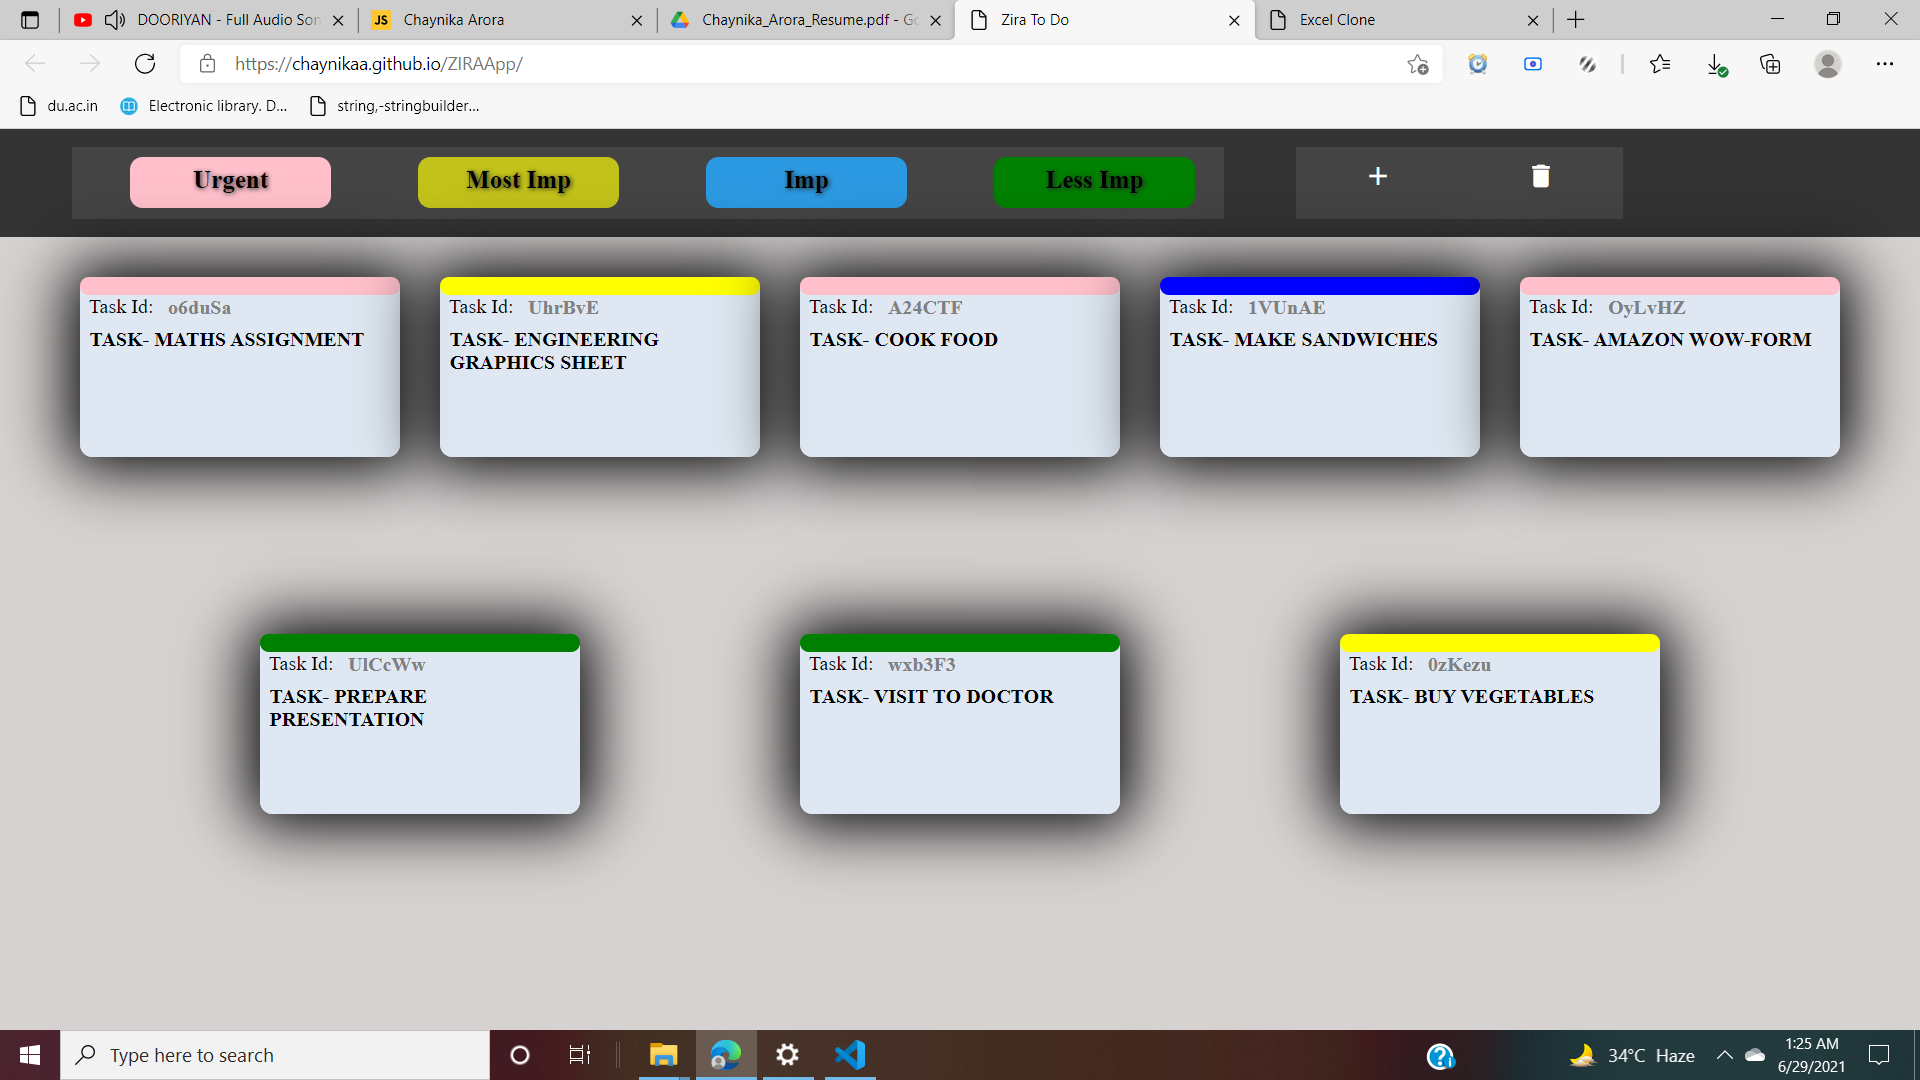 DOORIYAN - Full Audio Son
Chaynika Arora
Chaynika_Arora_Resume.pdf - Go
Zira To Do
Excel Clone
https://chaynikaa.github.io/ZIRAApp/
du.ac.in
Electronic library. D...
string,-stringbuilder...
Urgent
Most Imp
Imp
Less Imp
Task Id: o6duSa
TASK- MATHS ASSIGNMENT
Task Id: UhrBvE
TASK- ENGINEERING
GRAPHICS SHEET
Task Id: A24CTF
TASK- COOK FOOD
Task Id: 1VUnAE
TASK- MAKE SANDWICHES
Task Id: OyLvHZ
TASK- AMAZON WOW-FORM
Task Id: UlCcWw
TASK- PREPARE
PRESENTATION
Task Id: wxb3F3
TASK- VISIT TO DOCTOR
Task Id: 0zKezu
TASK- BUY VEGETABLES
Type here to search
34°C Haze
1:25 AM
6/29/2021